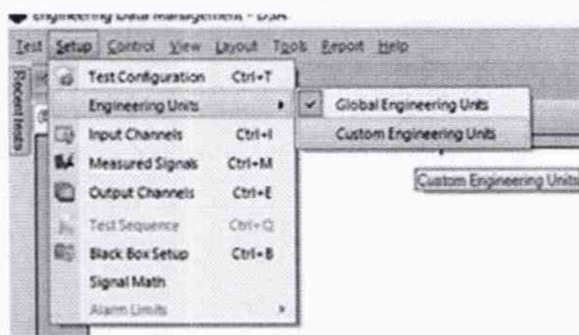 Engineering Data Management - DSA
Test Setup Control View Layout Tools Report Help
Recent Tests
Test Configuration Ctrl+T
Engineering Units
Global Engineering Units
Custom Engineering Units
Input Channels Ctrl+I
Measured Signals Ctrl+M
Custom Engineering Units
Output Channels Ctrl+E
Test Sequence Ctrl+Q
Black Box Setup Ctrl+B
Signal Math
Alarm Limits